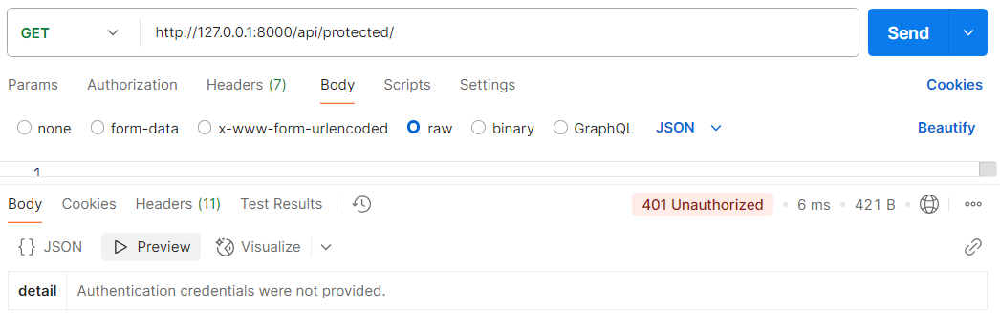 GET http://127.0.0.1:8000/api/protected/ Send
Params Authorization Headers (7) Body Scripts Settings Cookies
none form-data x-www-form-urlencoded raw binary GraphQL JSON Beautify
1
Body Cookies Headers (11) Test Results 401 Unauthorized 6 ms 421 B
{} JSON Preview Visualize
detail Authentication credentials were not provided.